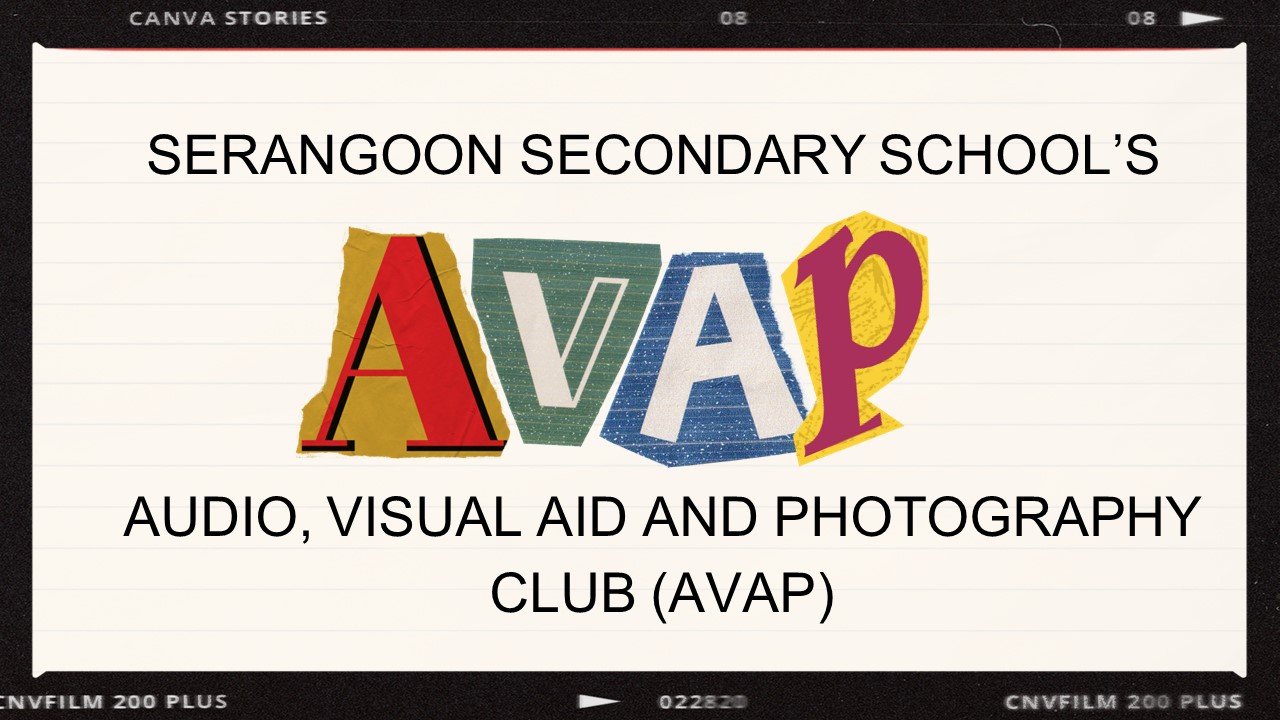 CANVA STORIES 08 08
SERANGOON SECONDARY SCHOOL’S
AVAP
AUDIO, VISUAL AID AND PHOTOGRAPHY
CLUB (AVAP)
CNVFILM 200 PLUS 022820 CNVFILM 200 PLUS